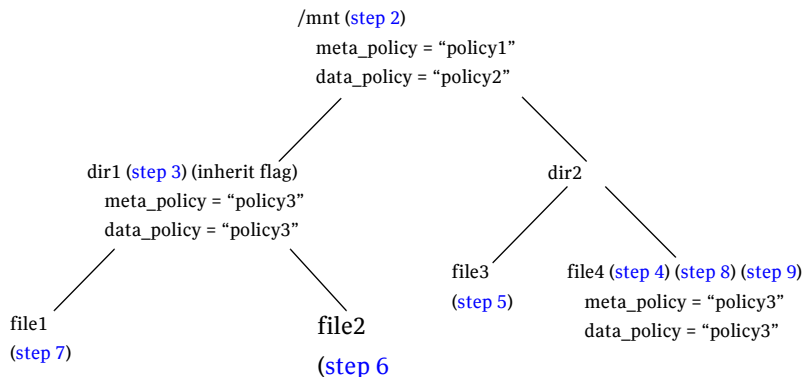 /mnt (step 2)
meta_policy = “policy1”
data_policy = “policy2”
dir1 (step 3) (inherit flag)
meta_policy = “policy3”
data_policy = “policy3”
dir2
file3
(step 5)
file4 (step 4) (step 8) (step 9)
meta_policy = “policy3”
data_policy = “policy3”
file1
(step 7)
file2
(step 6